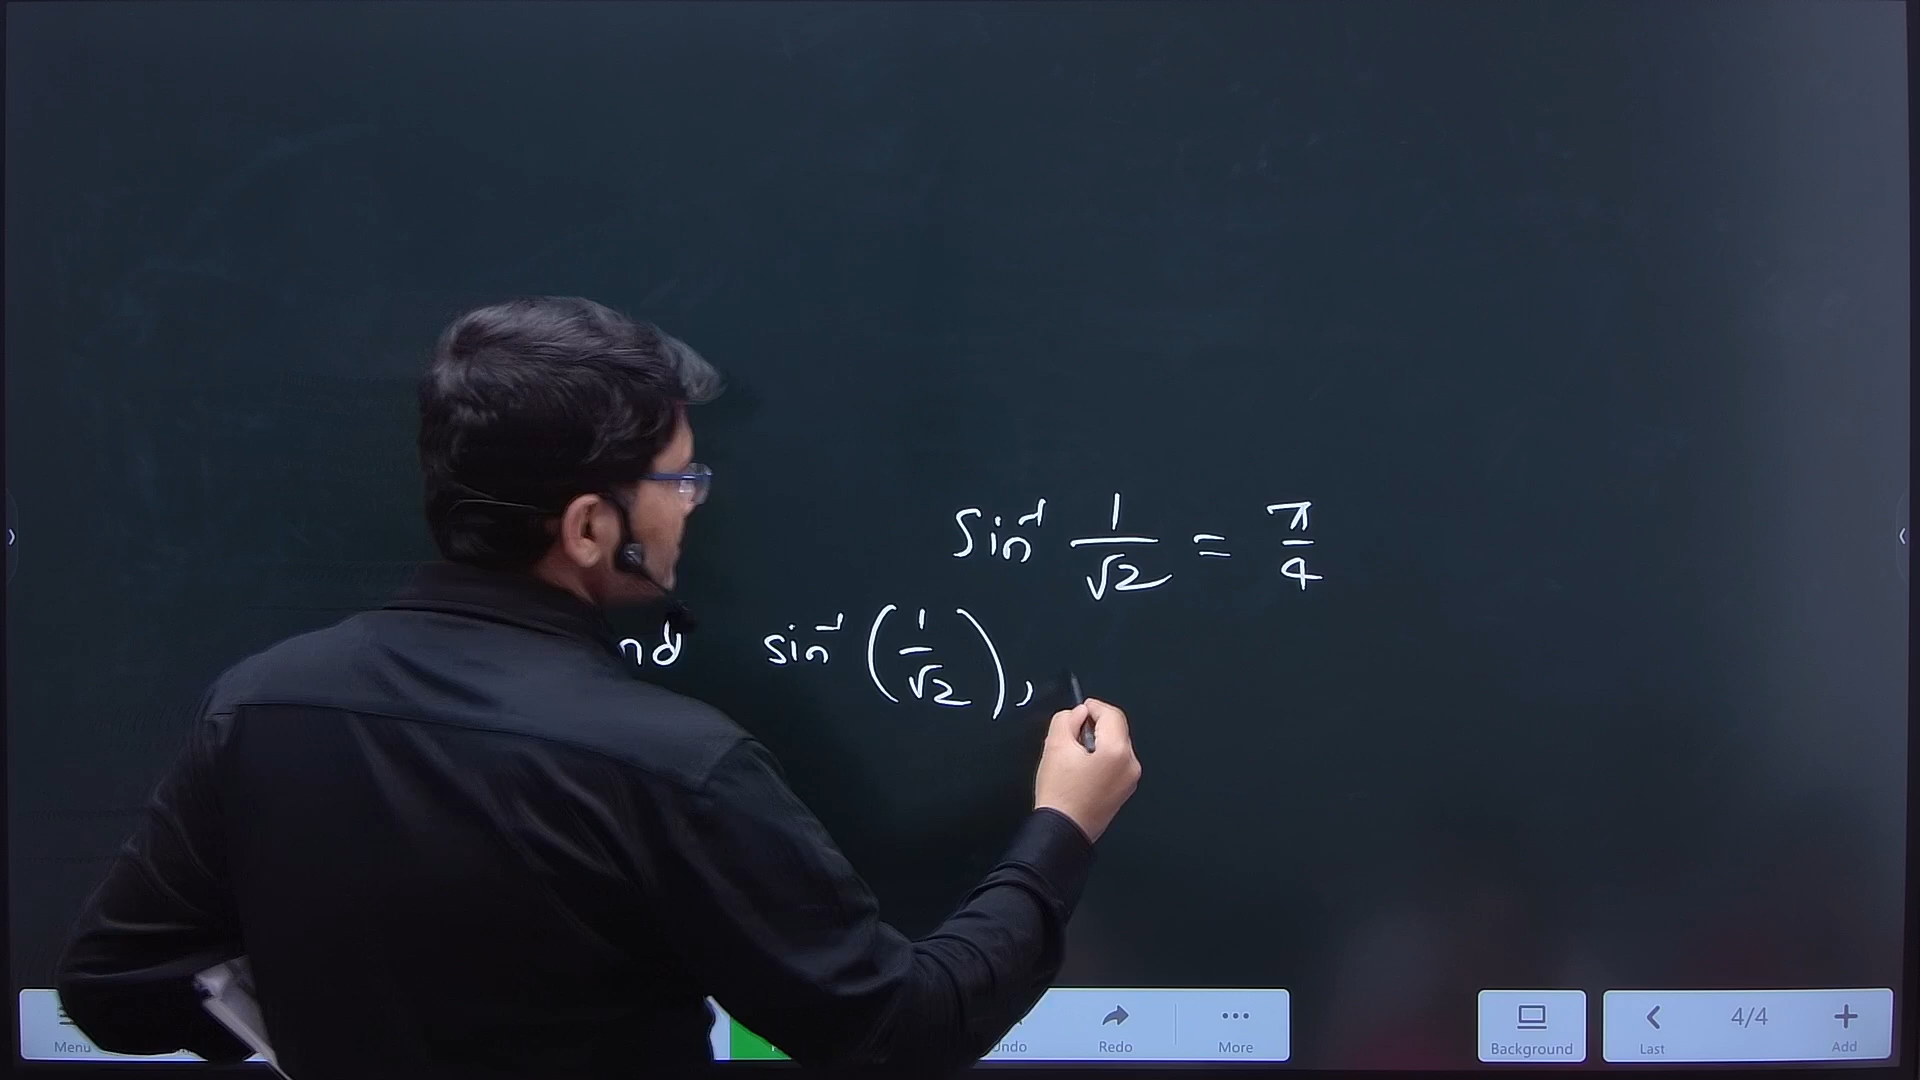 sin⁻¹ 1/√2 = π/4
nd sin⁻¹ (1/√2),
Menu Undo Redo More Background Last 4/4 Add